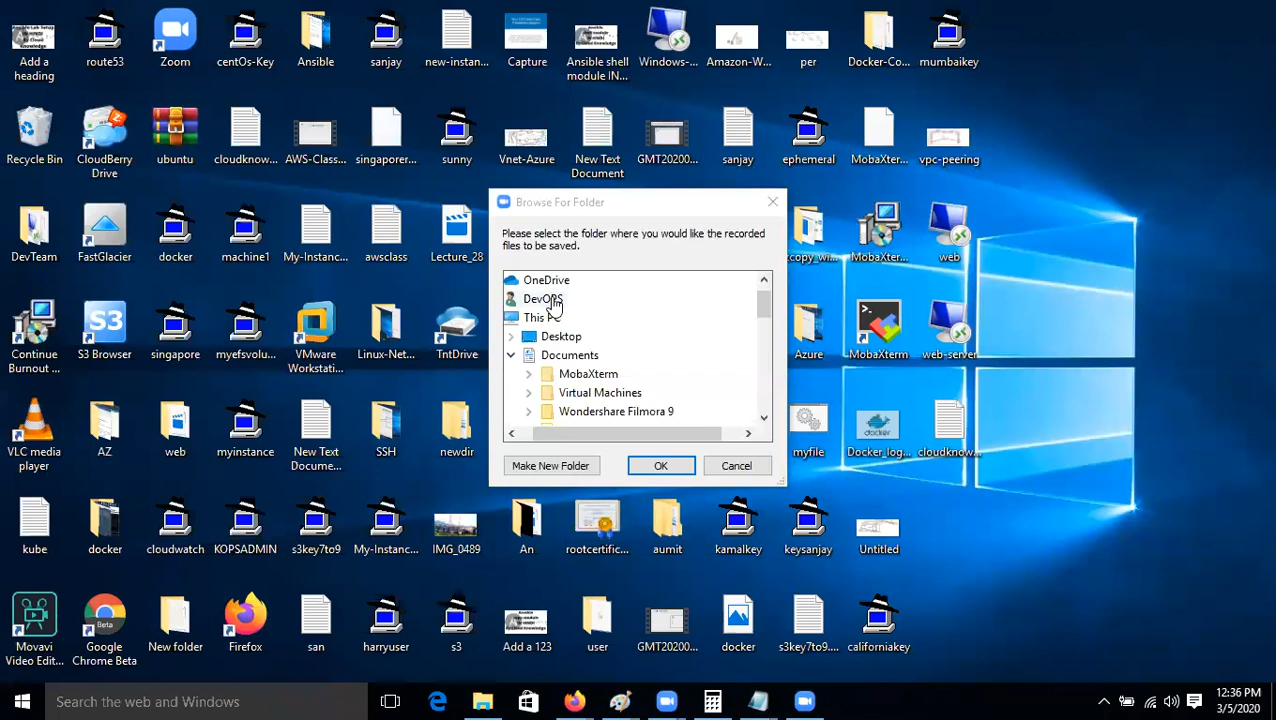 Add a
heading
route53
Zoom
centOs-Key
Ansible
sanjay
new-instan...
Capture
Ansible shell
module IN...
Windows-...
Amazon-W...
per
Docker-Co...
mumbaikey
Recycle Bin
CloudBerry
Drive
ubuntu
cloudknow...
AWS-Class...
singaporer...
sunny
Vnet-Azure
New Text
Document
GMT20200...
sanjay
ephemeral
MobaXter...
vpc-peering
DevTeam
FastGlacier
docker
machine1
My-Instanc...
awsclass
Lecture_28
MobaXter...
web
Browse For Folder
Please select the folder where you would like the recorded
files to be saved.
OneDrive
DevOPS
This PC
Desktop
Documents
MobaXterm
Virtual Machines
Wondershare Filmora 9
Make New Folder
OK
Cancel
Continue
Burnout ...
S3 Browser
singapore
myefsvolu...
VMware
Workstati...
Linux-Net...
TntDrive
Azure
MobaXterm
web-server
VLC media
player
AZ
web
New Text
Docume...
SSH
newdir
myfile
Docker_log...
cloudknow...
kube
docker
cloudwatch
KOPSADMIN
s3key7to9
My-Instanc...
IMG_0489
An
rootcertific...
aumit
kamalkey
keysanjay
Untitled
Movavi
Video Edit...
Google
Chrome Beta
New folder
Firefox
san
harryuser
s3
Add a 123
user
GMT20200...
docker
s3key7to9....
californiakey
Search the web and Windows
12:33 PM
3/5/2020